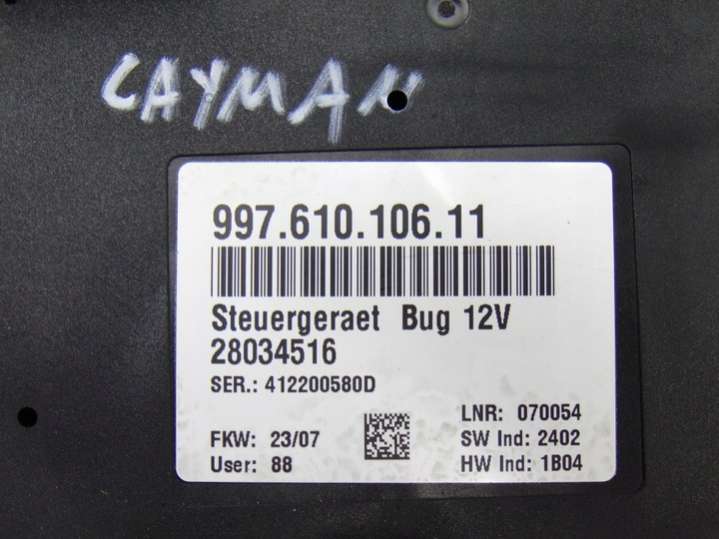 CAYMAN
997.610.106.11
Steuergeraet Bug 12V
28034516
SER.: 412200580D
LNR: 070054
FKW: 23/07 SW Ind: 2402
User: 88 HW Ind: 1B04